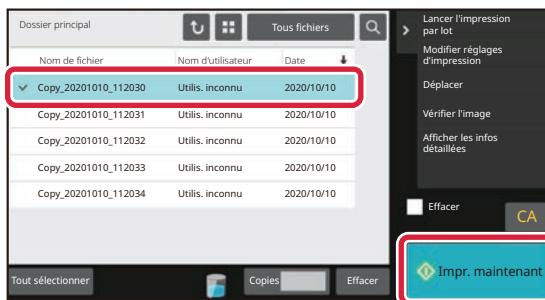 Dossier principal
Tous fichiers
Nom de fichier Nom d'utilisateur Date
Copy_20201010_112030 Utilis. inconnu 2020/10/10
Copy_20201010_112031 Utilis. inconnu 2020/10/10
Copy_20201010_112032 Utilis. inconnu 2020/10/10
Copy_20201010_112033 Utilis. inconnu 2020/10/10
Copy_20201010_112034 Utilis. inconnu 2020/10/10
Tout sélectionner
Copies
Effacer
Lancer l'impression
par lot
Modifier réglages
d'impression
Déplacer
Vérifier l'image
Afficher les infos
détaillées
Effacer
CA
Impr. maintenant